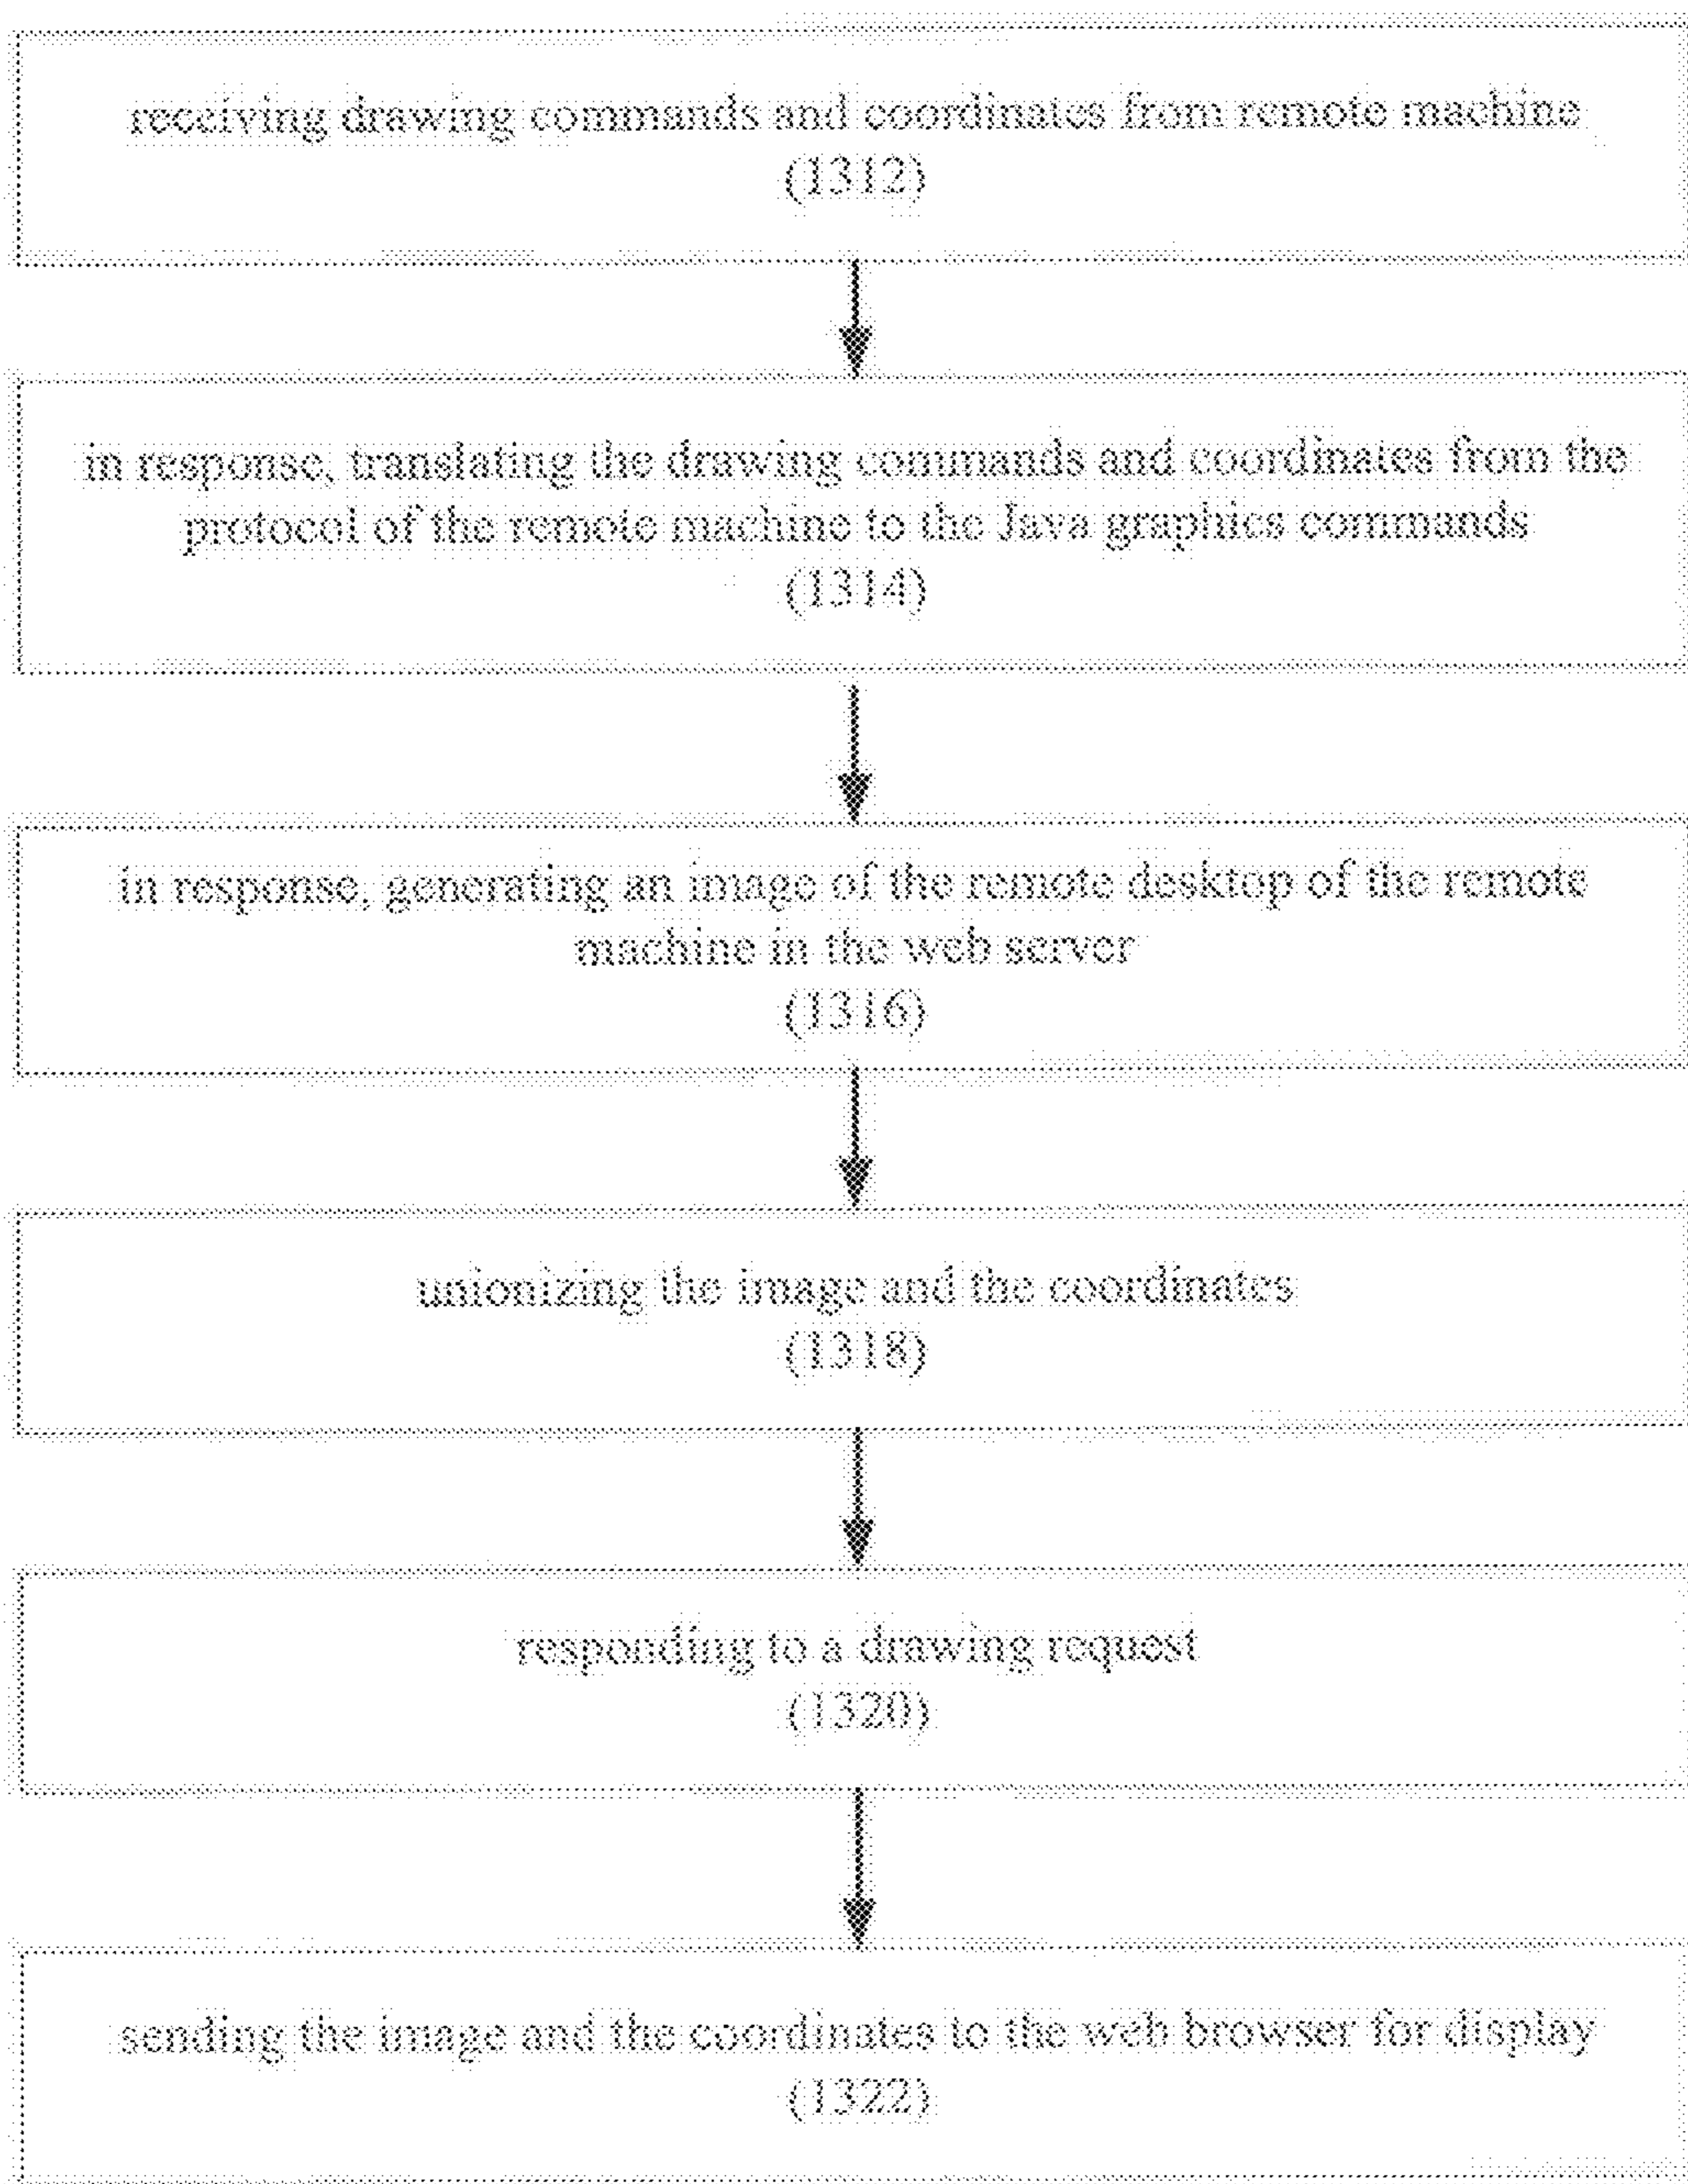 receiving drawing commands and coordinates from remote machine
(1312)
in response, translating the drawing commands and coordinates from the
protocol of the remote machine to the Java graphics commands
(1314)
in response, generating an image of the remote desktop of the remote
machine in the web server
(1316)
unionizing the image and the coordinates
(1318)
responding to a drawing request
(1320)
sending the image and the coordinates to the web browser for display
(1322)